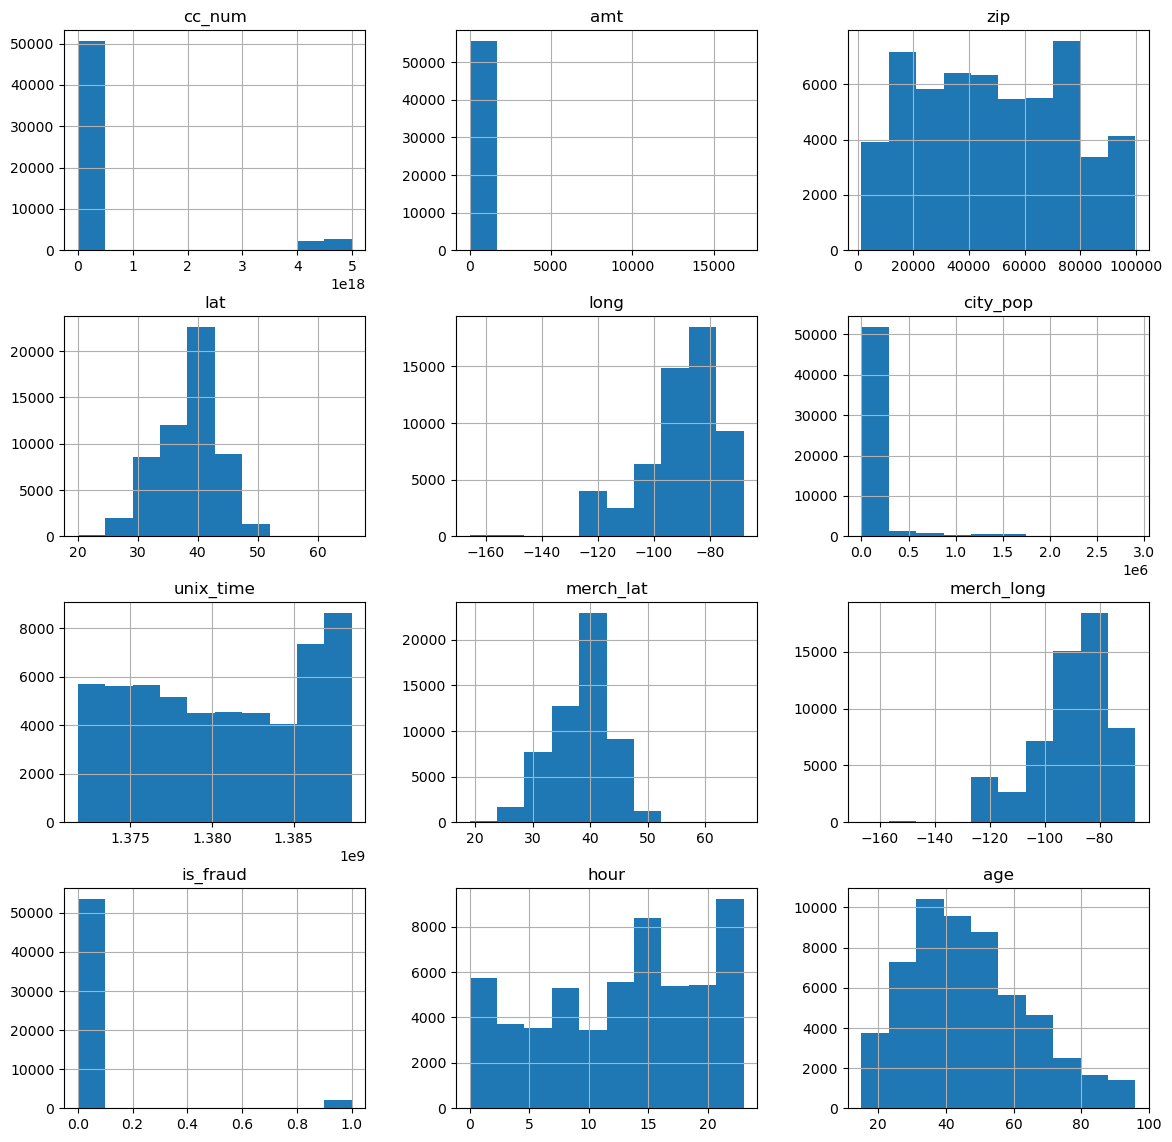 cc_num
50000
40000
30000
20000
10000
0
0 1 2 3 4 5
1e18
amt
50000
40000
30000
20000
10000
0
0 5000 10000 15000
zip
6000
4000
2000
0
0 20000 40000 60000 80000 100000
lat
20000
15000
10000
5000
0
20 30 40 50 60
long
15000
10000
5000
0
−160 −140 −120 −100 −80
city_pop
50000
40000
30000
20000
10000
0
0.0 0.5 1.0 1.5 2.0 2.5 3.0
1e6
unix_time
8000
6000
4000
2000
0
1.375 1.380 1.385
1e9
merch_lat
20000
15000
10000
5000
0
20 30 40 50 60
merch_long
15000
10000
5000
0
−160 −140 −120 −100 −80
is_fraud
50000
40000
30000
20000
10000
0
0.0 0.2 0.4 0.6 0.8 1.0
hour
8000
6000
4000
2000
0
0 5 10 15 20
age
10000
8000
6000
4000
2000
0
20 40 60 80 100